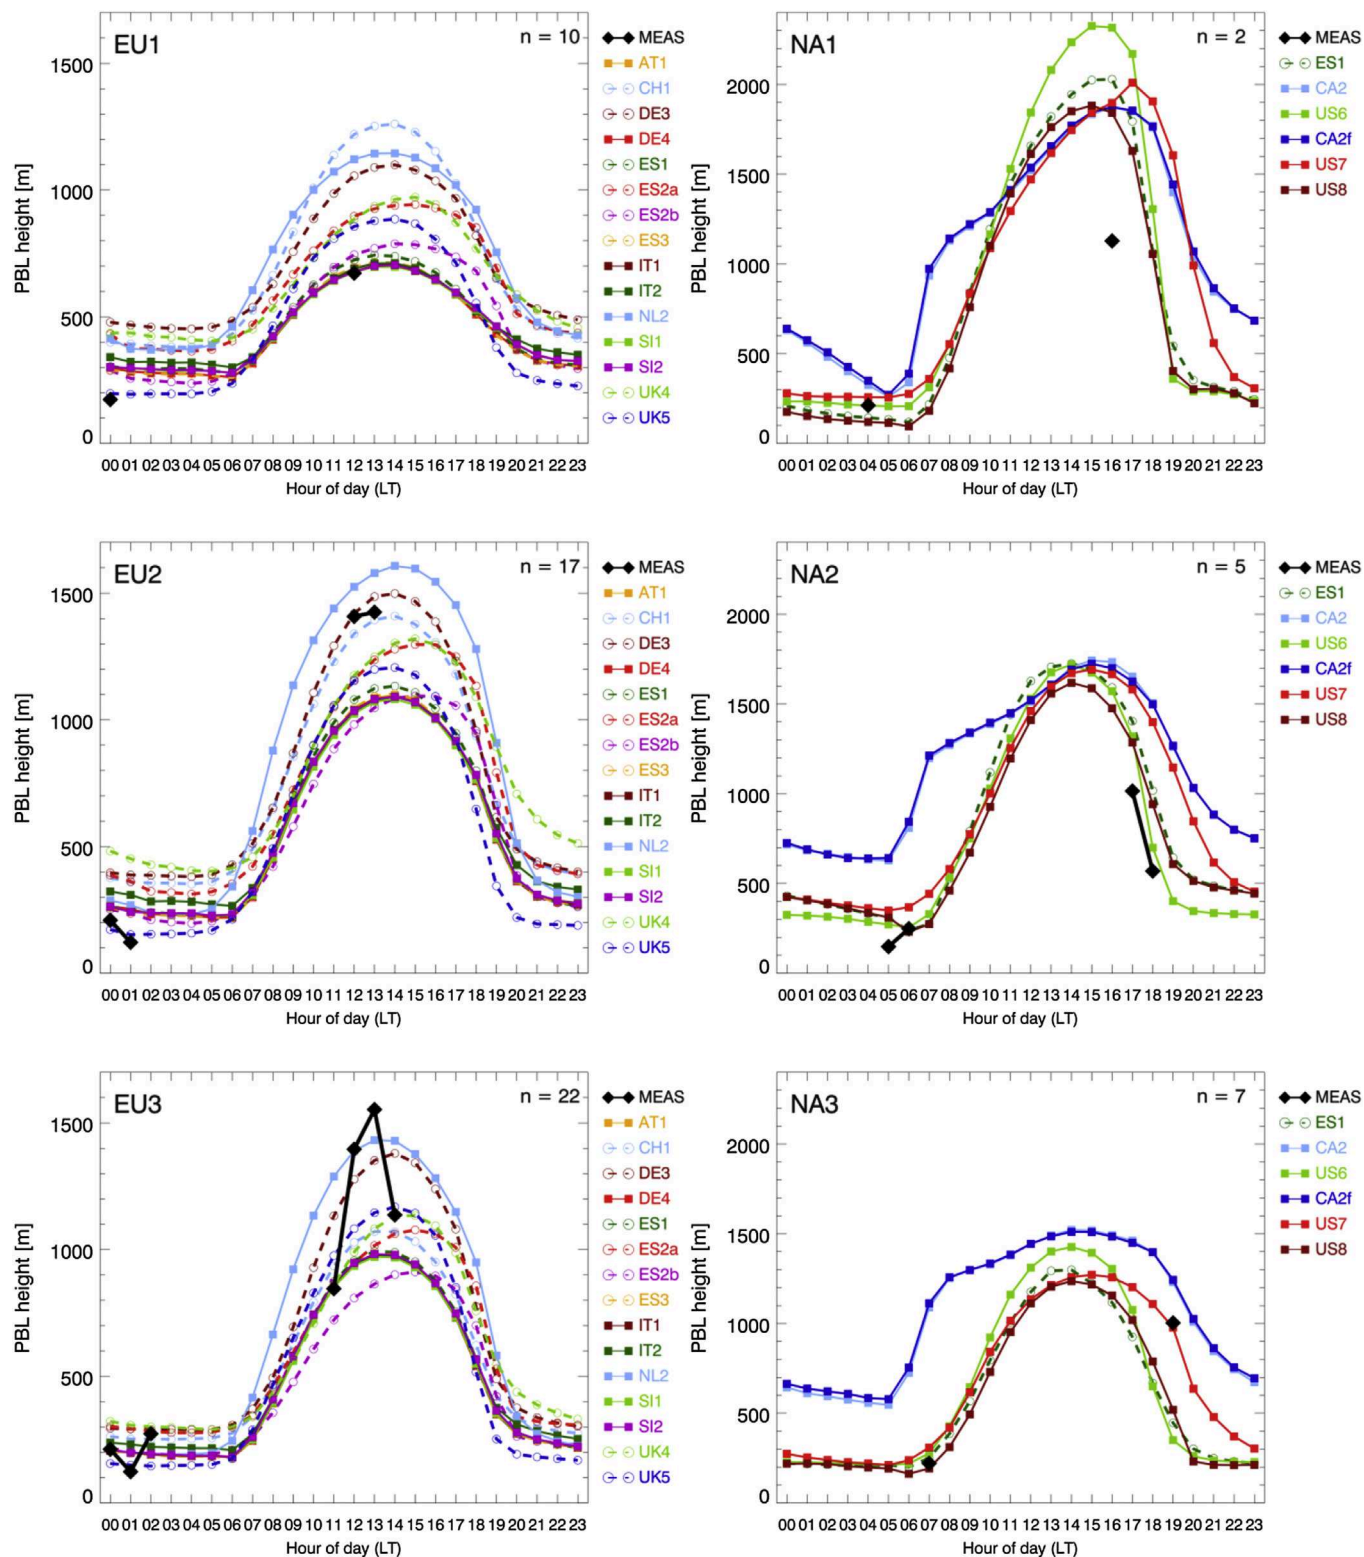 EU1
n = 10
PBL height [m]
1500
1000
500
0
00 01 02 03 04 05 06 07 08 09 10 11 12 13 14 15 16 17 18 19 20 21 22 23
Hour of day (LT)
MEAS
AT1
CH1
DE3
DE4
ES1
ES2a
ES2b
ES3
IT1
IT2
NL2
SI1
SI2
UK4
UK5
NA1
n = 2
PBL height [m]
2000
1500
1000
500
0
00 01 02 03 04 05 06 07 08 09 10 11 12 13 14 15 16 17 18 19 20 21 22 23
Hour of day (LT)
MEAS
ES1
CA2
US6
CA2f
US7
US8
EU2
n = 17
PBL height [m]
1500
1000
500
0
00 01 02 03 04 05 06 07 08 09 10 11 12 13 14 15 16 17 18 19 20 21 22 23
Hour of day (LT)
MEAS
AT1
CH1
DE3
DE4
ES1
ES2a
ES2b
ES3
IT1
IT2
NL2
SI1
SI2
UK4
UK5
NA2
n = 5
PBL height [m]
2000
1500
1000
500
0
00 01 02 03 04 05 06 07 08 09 10 11 12 13 14 15 16 17 18 19 20 21 22 23
Hour of day (LT)
MEAS
ES1
CA2
US6
CA2f
US7
US8
EU3
n = 22
PBL height [m]
1500
1000
500
0
00 01 02 03 04 05 06 07 08 09 10 11 12 13 14 15 16 17 18 19 20 21 22 23
Hour of day (LT)
MEAS
AT1
CH1
DE3
DE4
ES1
ES2a
ES2b
ES3
IT1
IT2
NL2
SI1
SI2
UK4
UK5
NA3
n = 7
PBL height [m]
2000
1500
1000
500
0
00 01 02 03 04 05 06 07 08 09 10 11 12 13 14 15 16 17 18 19 20 21 22 23
Hour of day (LT)
MEAS
ES1
CA2
US6
CA2f
US7
US8